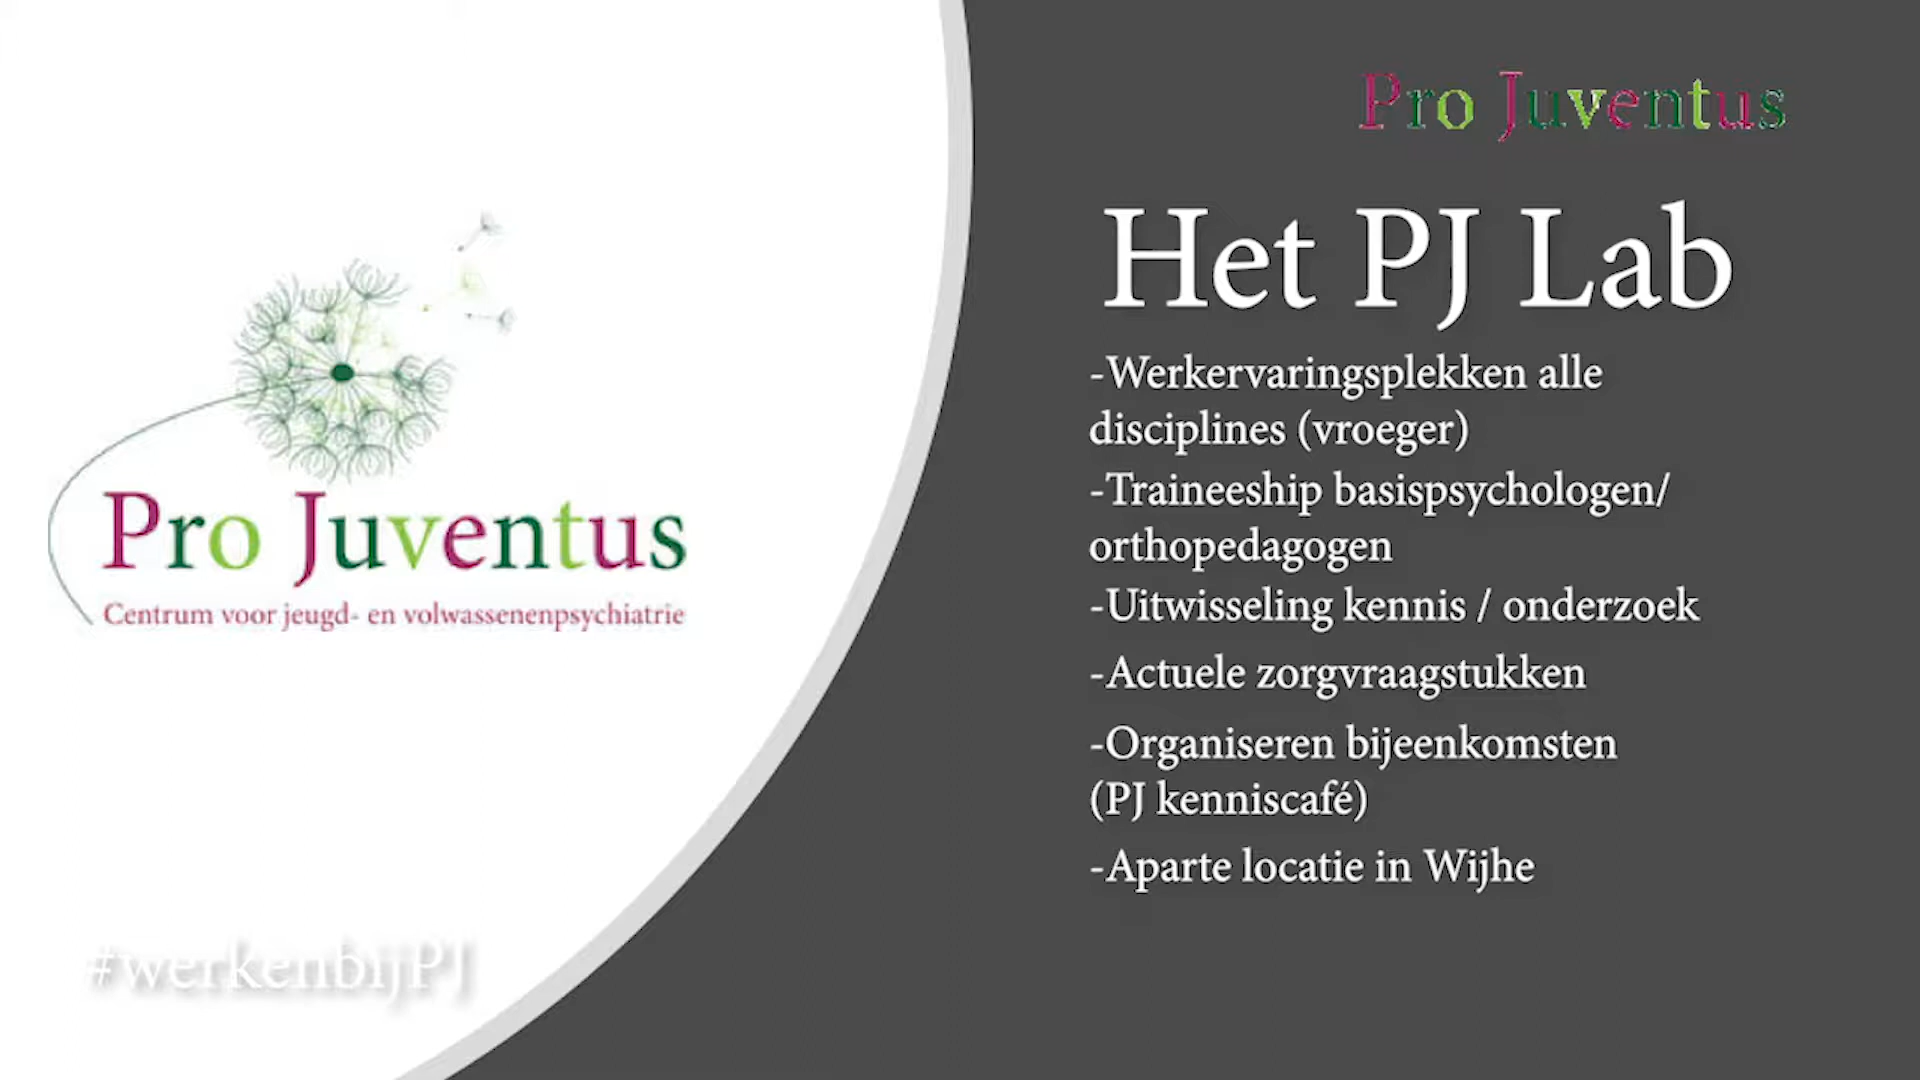 Pro Juventus
Centrum voor jeugd- en volwassenenpsychiatrie
#werkenbijPJ
Pro Juventus
Het PJ Lab
-Werkervaringsplekken alle
disciplines (vroeger)
-Traineeship basispsychologen/
orthopedagogen
-Uitwisseling kennis / onderzoek
-Actuele zorgvraagstukken
-Organiseren bijeenkomsten
(PJ kenniscafé)
-Aparte locatie in Wijhe